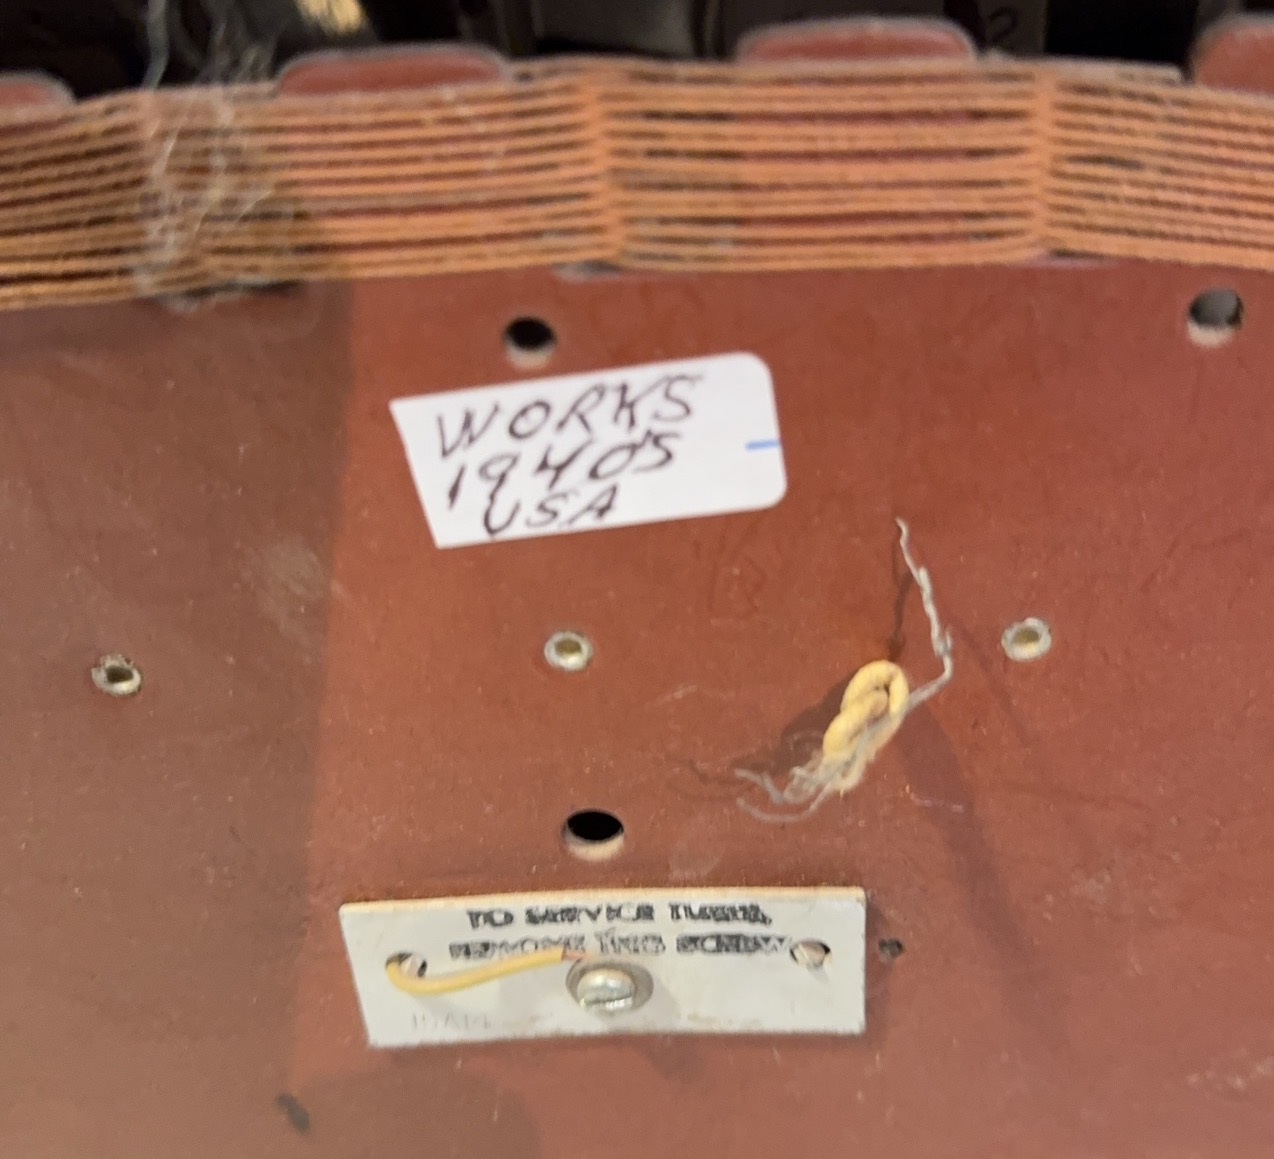 WORKS
1940S
USA
TO SERVICE TUBES,
REMOVE THIS SCREW